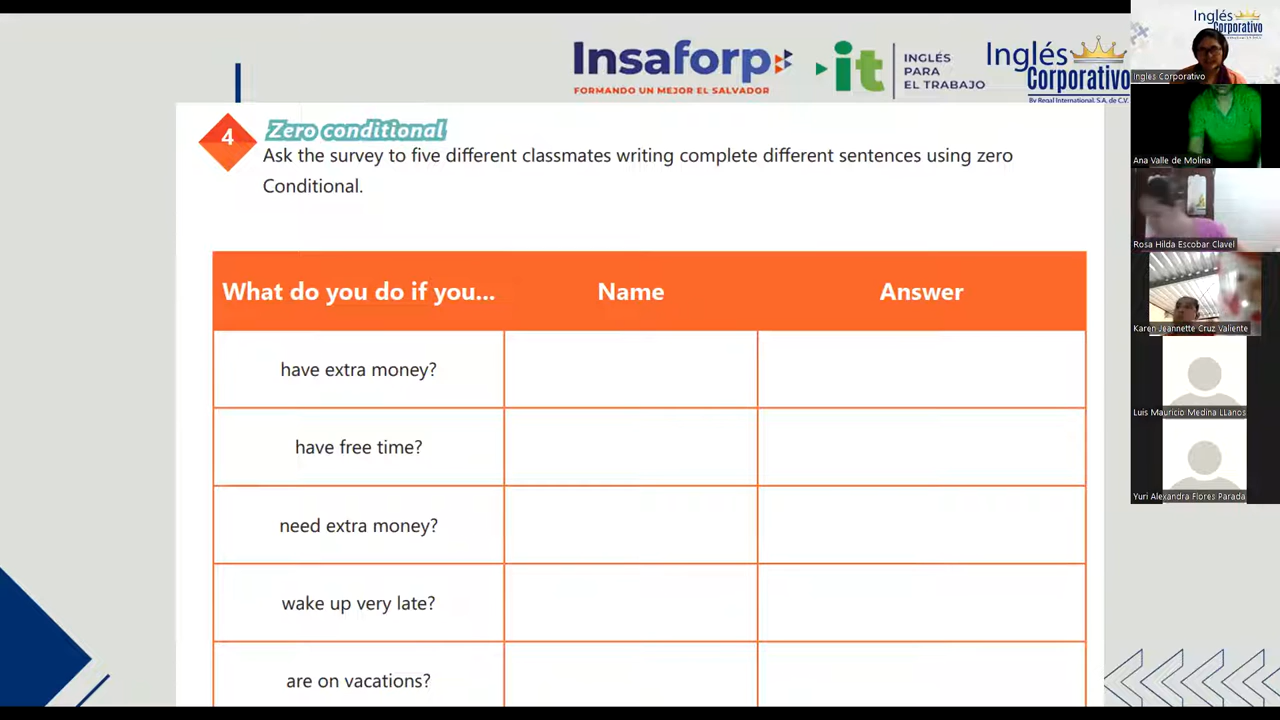 Insaforp
FORMANDO UN MEJOR EL SALVADOR
it
INGLÉS
PARA
EL TRABAJO
Inglés
Corporativo
By Regal International, S.A. de C.V.
4
Zero conditional
Ask the survey to five different classmates writing complete different sentences using zero
Conditional.
What do you do if you... Name Answer
have extra money?
have free time?
need extra money?
wake up very late?
are on vacations?
Inglés
Corporativo
Ingles Corporativo
Ana Valle de Molina
Rosa Hilda Escobar Clavel
Karen Jeannette Cruz Valiente
Luis Mauricio Medina LLanos
Yuri Alexandra Flores Parada